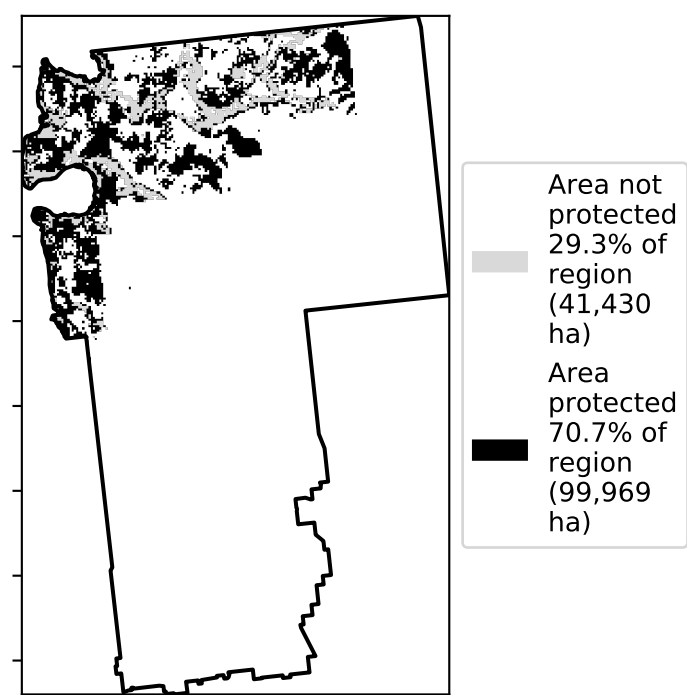 Area not
protected
29.3% of
region
(41,430
ha)
Area
protected
70.7% of
region
(99,969
ha)